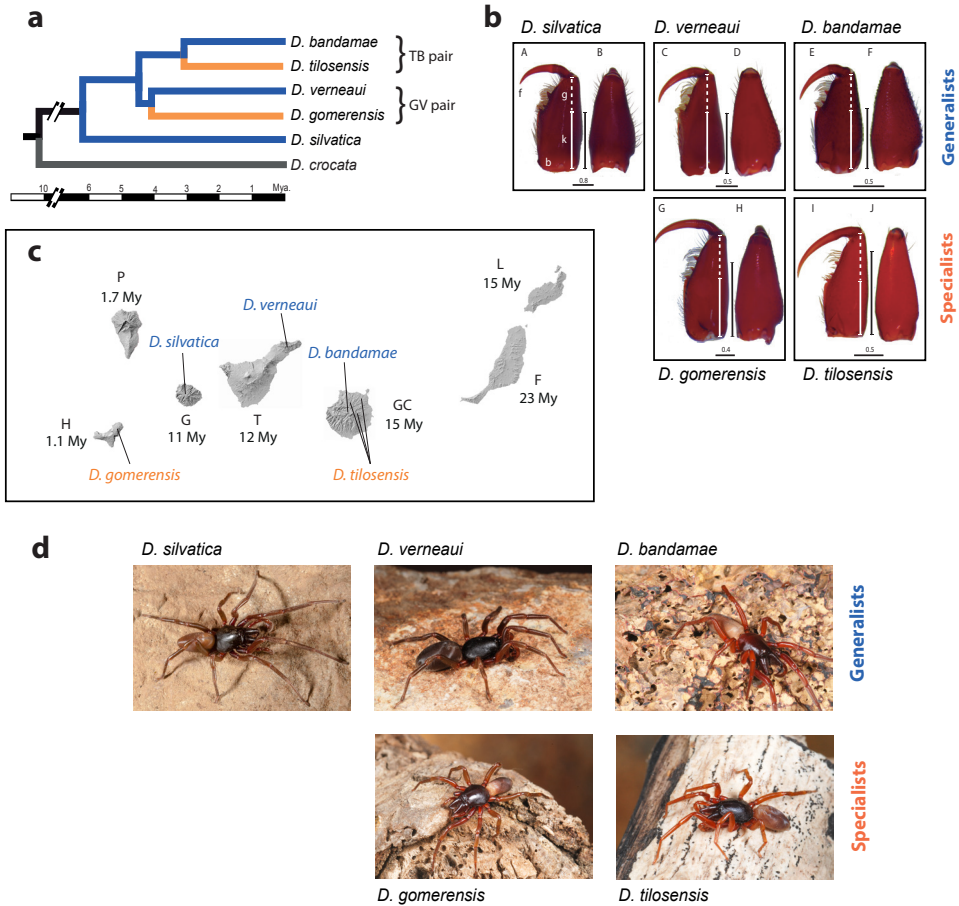 a
D. bandamae
D. tilosensis
TB pair
D. verneaui
D. gomerensis
GV pair
D. silvatica
D. crocata
10 6 5 4 3 2 1 Mya.
b
D. silvatica D. verneaui D. bandamae
A B C D E F
f g k b
0.8 0.5 0.5
Generalists
G H I J
0.4 0.5
Specialists
D. gomerensis D. tilosensis
c
P
1.7 My
L
15 My
D. verneaui
D. silvatica
D. bandamae
H
1.1 My
G
11 My
T
12 My
GC
15 My
F
23 My
D. gomerensis
D. tilosensis
d
D. silvatica D. verneaui D. bandamae
Generalists
Specialists
D. gomerensis D. tilosensis